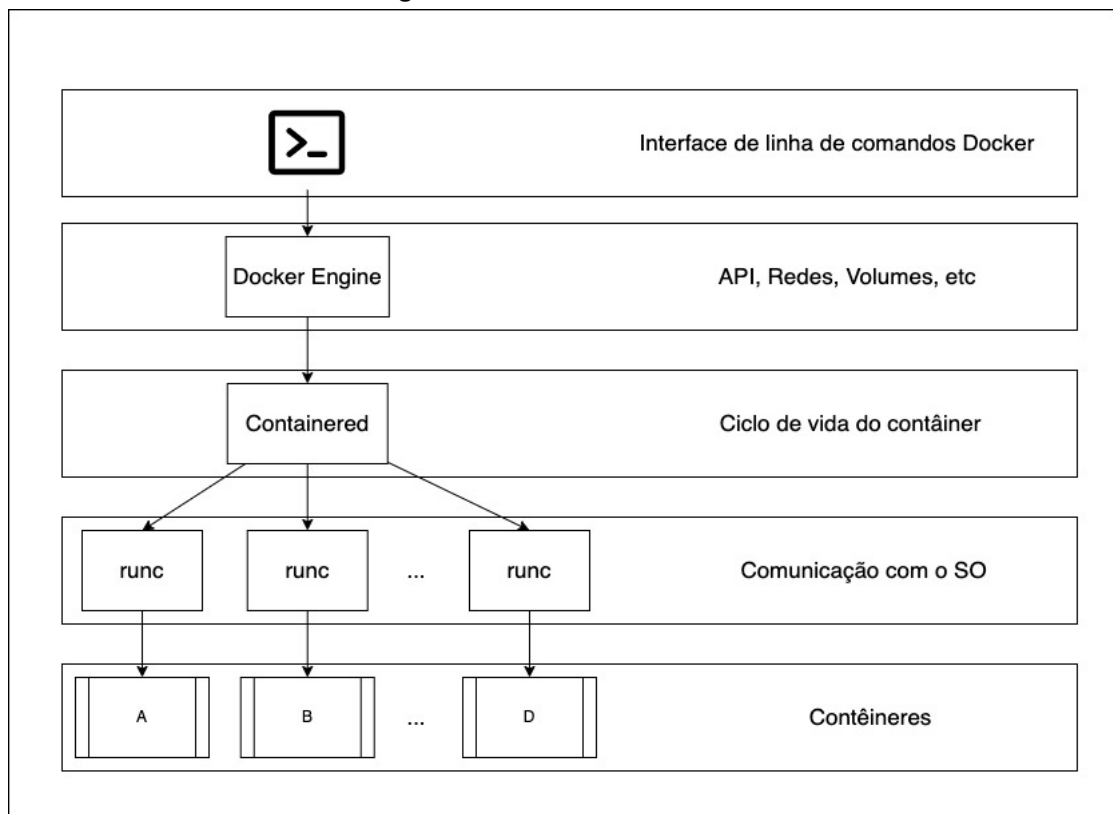 Interface de linha de comandos Docker
Docker Engine
API, Redes, Volumes, etc
Containered
Ciclo de vida do contâiner
runc
runc
...
runc
Comunicação com o SO
A
B
...
D
Contêineres